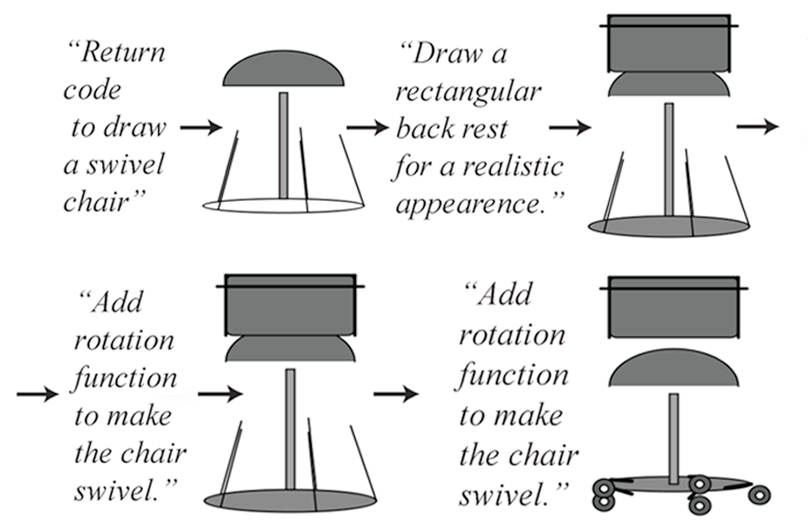 “Return
code
to draw
a swivel
chair”
“Draw a
rectangular
back rest
for a realistic
appearence.”
“Add
rotation
function
to make
the chair
swivel.”
“Add
rotation
function
to make
the chair
swivel.”